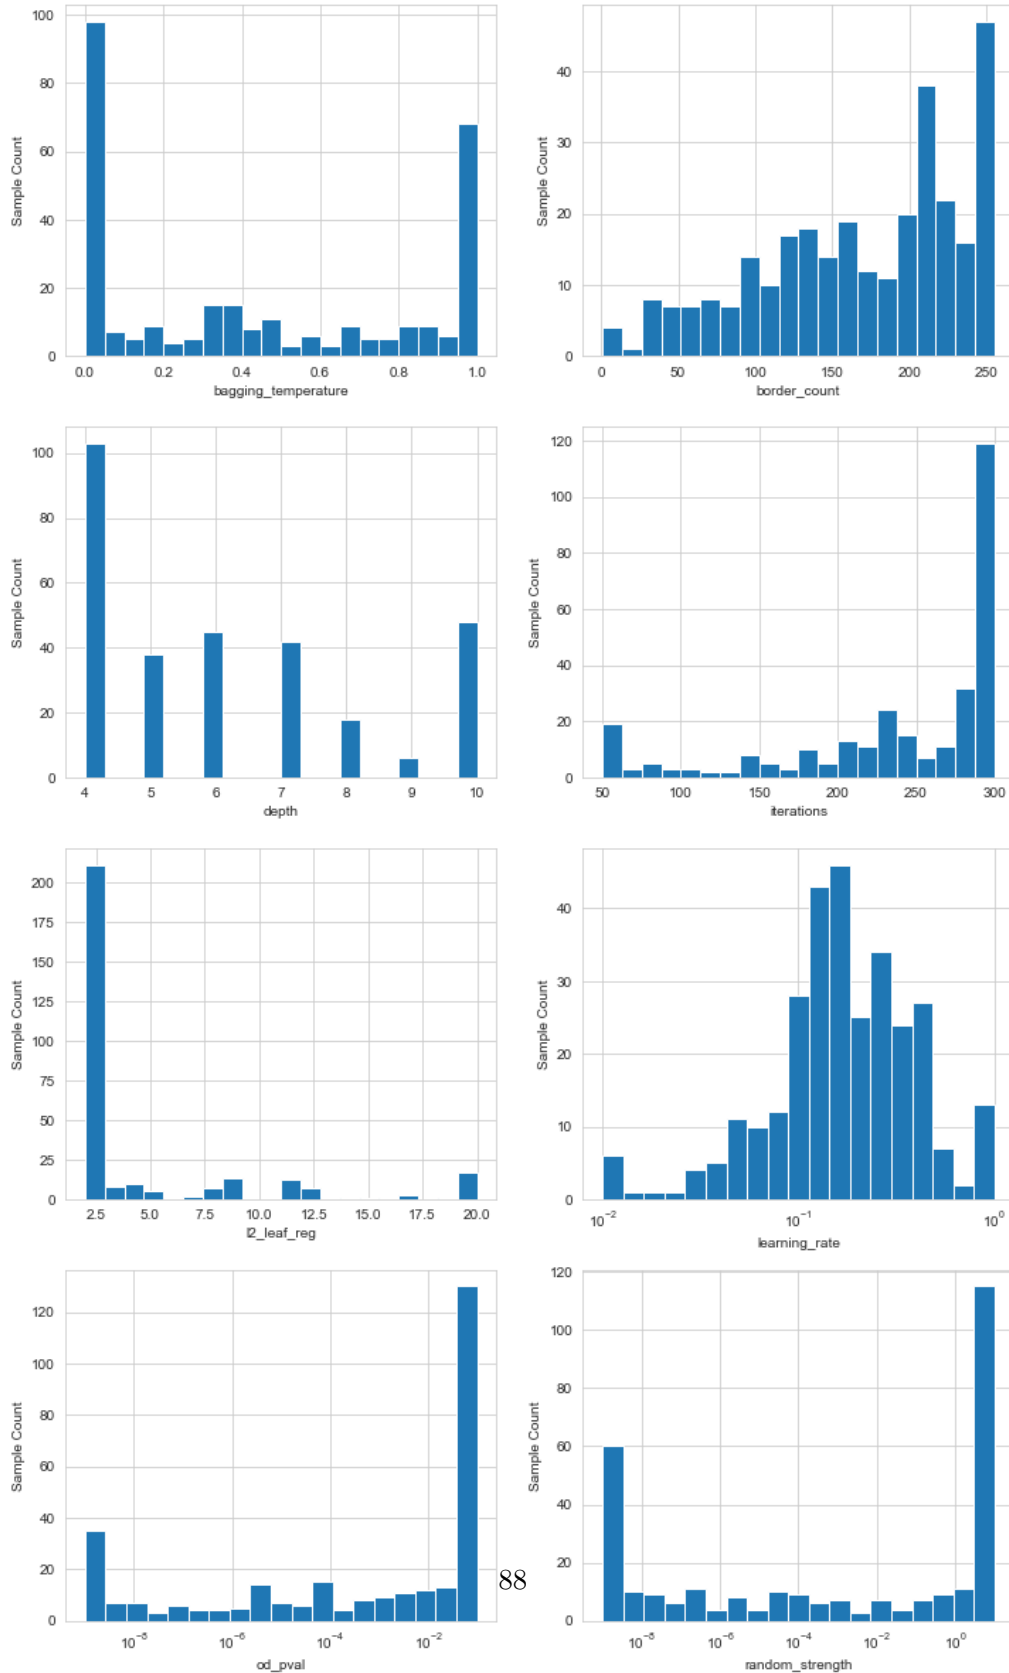 100
80
60
40
20
0
Sample Count
0.0 0.2 0.4 0.6 0.8 1.0
bagging_temperature
40
30
20
10
0
Sample Count
0 50 100 150 200 250
border_count
100
80
60
40
20
0
Sample Count
4 5 6 7 8 9 10
depth
120
100
80
60
40
20
0
Sample Count
50 100 150 200 250 300
iterations
200
175
150
125
100
75
50
25
0
Sample Count
2.5 5.0 7.5 10.0 12.5 15.0 17.5 20.0
l2_leaf_reg
40
30
20
10
0
Sample Count
10⁻² 10⁻¹ 10⁰
learning_rate
120
100
80
60
40
20
0
Sample Count
10⁻⁸ 10⁻⁶ 10⁻⁴ 10⁻²
od_pval
120
100
80
60
40
20
0
Sample Count
10⁻⁸ 10⁻⁶ 10⁻⁴ 10⁻² 10⁰
random_strength
88